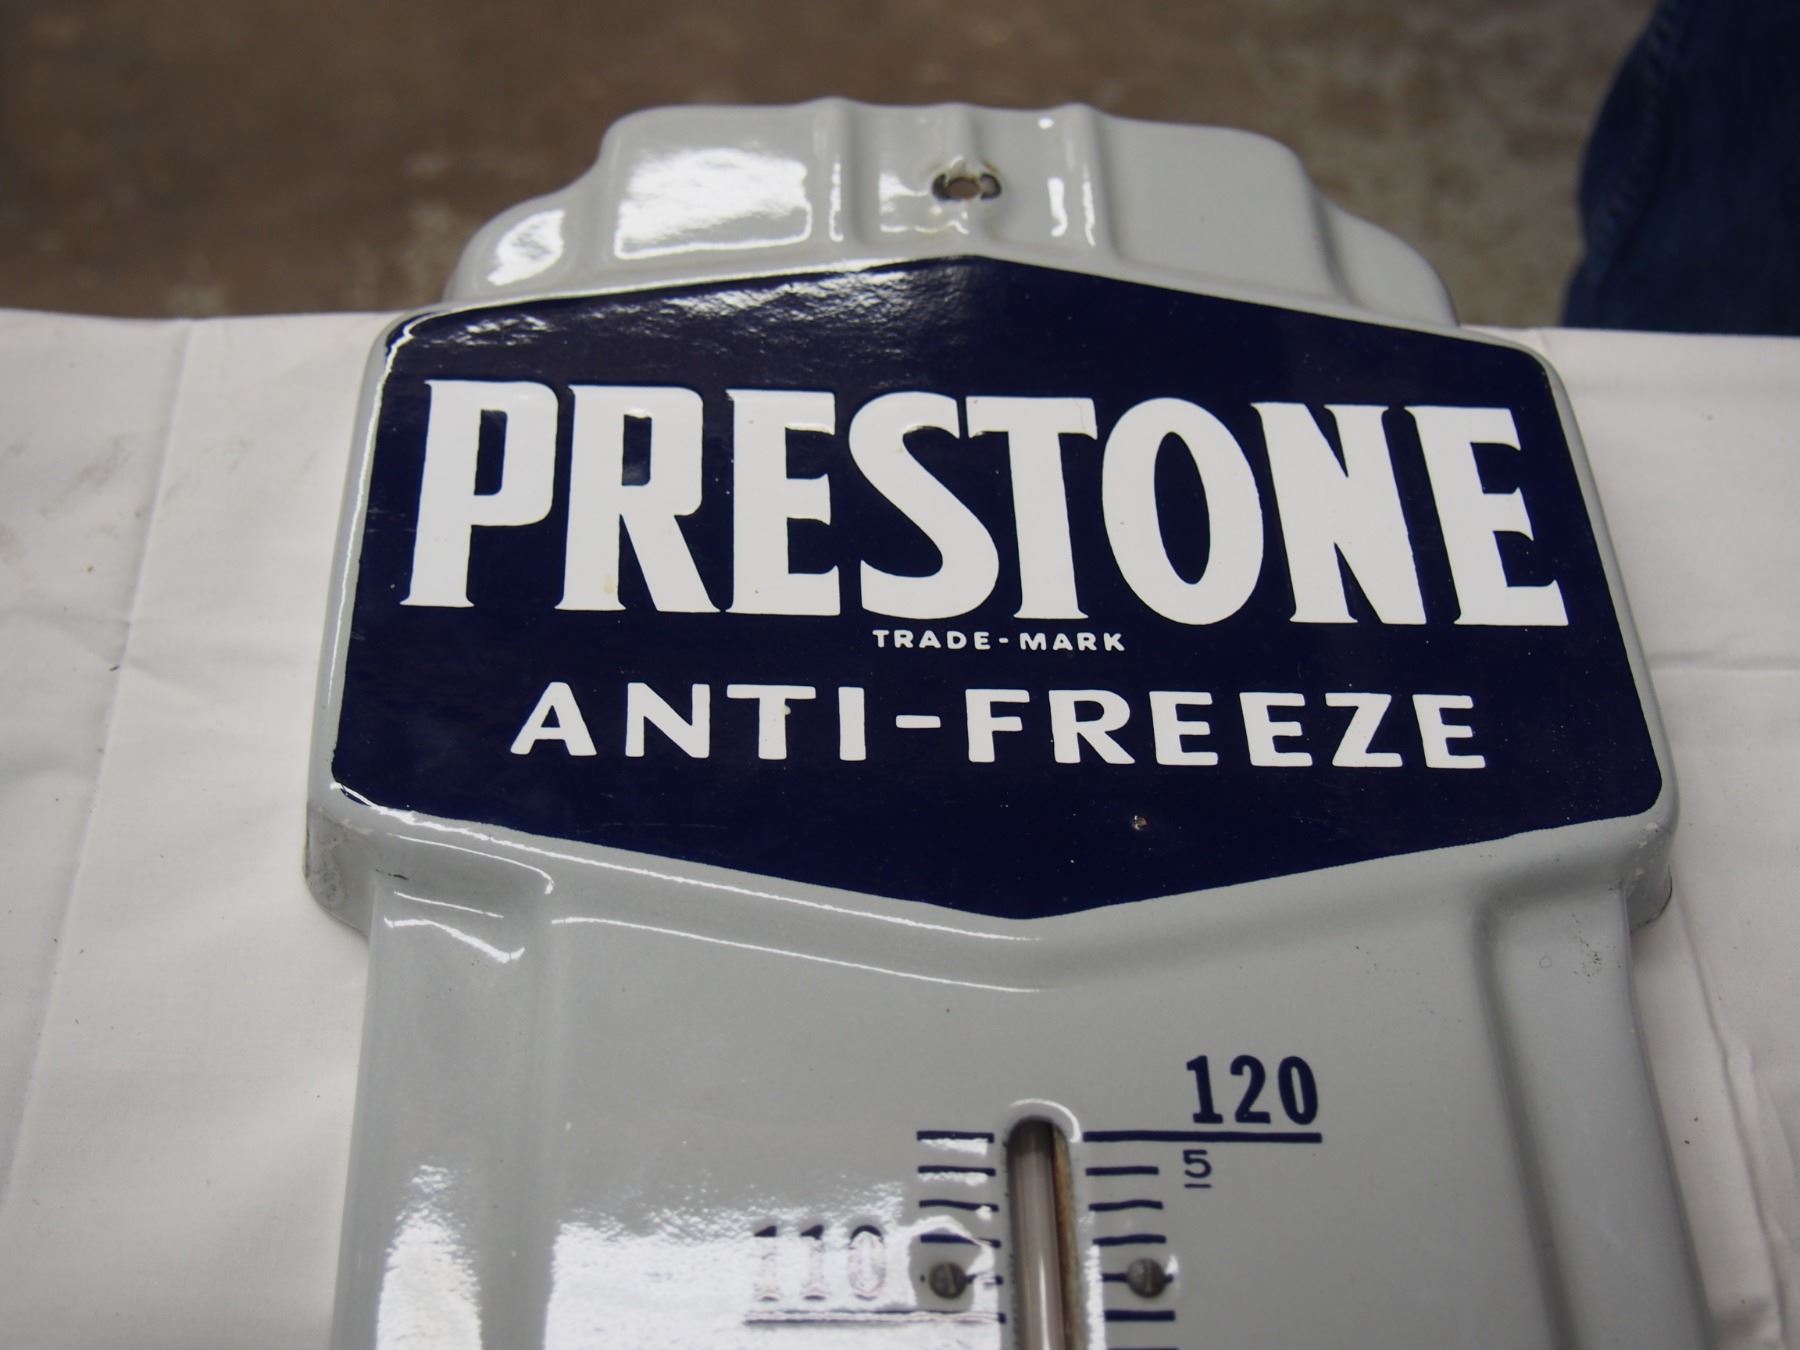 PRESTONE
TRADE-MARK
ANTI-FREEZE
120
5
110